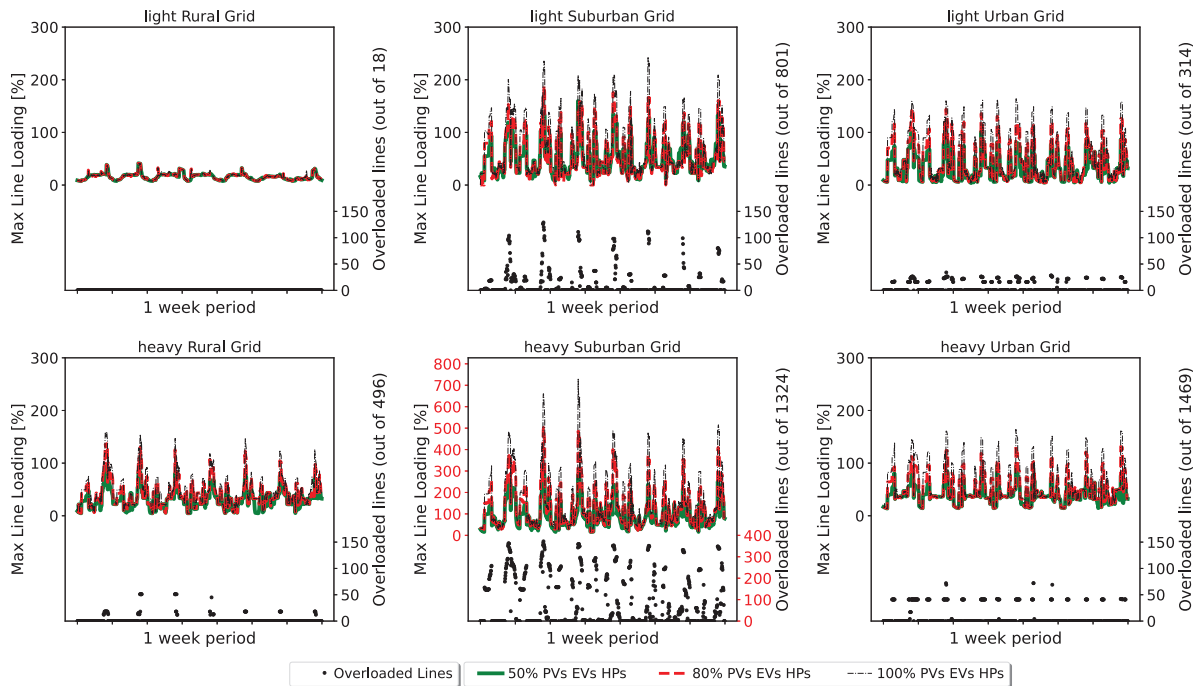 light Rural Grid
300
200
100
0
Max Line Loading [%]
150
100
50
0
Overloaded lines (out of 18)
1 week period
light Suburban Grid
300
200
100
0
Max Line Loading [%]
150
100
50
0
Overloaded lines (out of 801)
1 week period
light Urban Grid
300
200
100
0
Max Line Loading [%]
150
100
50
0
Overloaded lines (out of 314)
1 week period
heavy Rural Grid
300
200
100
0
Max Line Loading [%]
150
100
50
0
Overloaded lines (out of 496)
1 week period
heavy Suburban Grid
800
700
600
500
400
300
200
100
0
Max Line Loading [%]
400
300
200
100
0
Overloaded lines (out of 1324)
1 week period
heavy Urban Grid
300
200
100
0
Max Line Loading [%]
150
100
50
0
Overloaded lines (out of 1469)
1 week period
Overloaded Lines
50% PVs EVs HPs
80% PVs EVs HPs
100% PVs EVs HPs